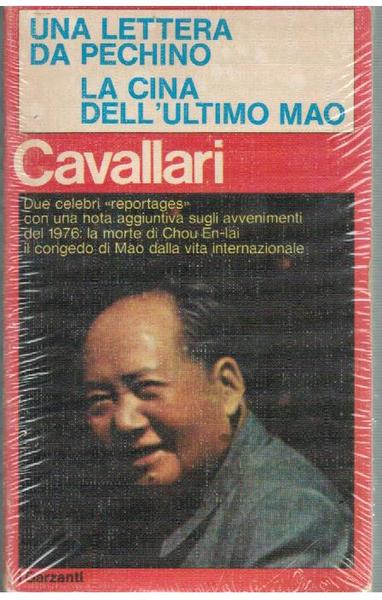 UNA LETTERA
DA PECHINO
LA CINA
DELL'ULTIMO MAO
Cavallari
Due celebri «reportages»
con una nota aggiuntiva sugli avvenimenti
del 1976: la morte di Chou En-lai
il congedo di Mao dalla vita internazionale
Garzanti